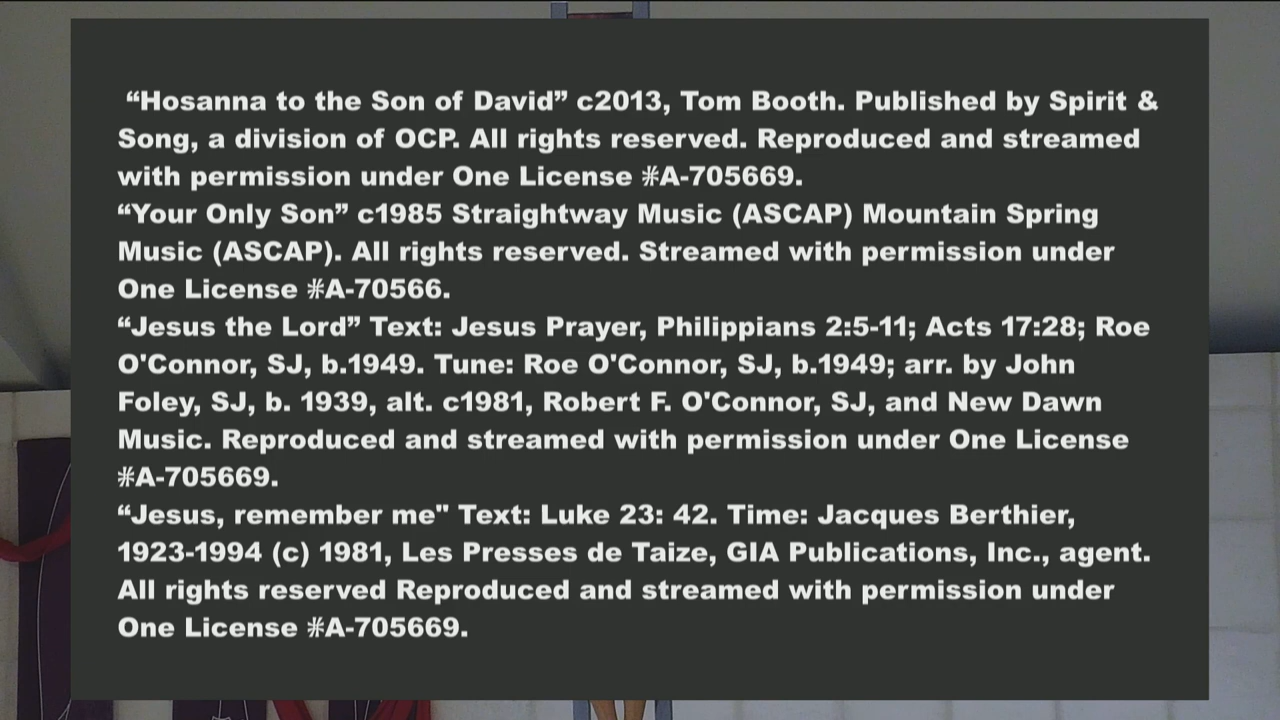 “Hosanna to the Son of David” c2013, Tom Booth. Published by Spirit &
Song, a division of OCP. All rights reserved. Reproduced and streamed
with permission under One License #A-705669.
“Your Only Son” c1985 Straightway Music (ASCAP) Mountain Spring
Music (ASCAP). All rights reserved. Streamed with permission under
One License #A-70566.
“Jesus the Lord” Text: Jesus Prayer, Philippians 2:5-11; Acts 17:28; Roe
O'Connor, SJ, b.1949. Tune: Roe O'Connor, SJ, b.1949; arr. by John
Foley, SJ, b. 1939, alt. c1981, Robert F. O'Connor, SJ, and New Dawn
Music. Reproduced and streamed with permission under One License
#A-705669.
“Jesus, remember me" Text: Luke 23: 42. Time: Jacques Berthier,
1923-1994 (c) 1981, Les Presses de Taize, GIA Publications, Inc., agent.
All rights reserved Reproduced and streamed with permission under
One License #A-705669.